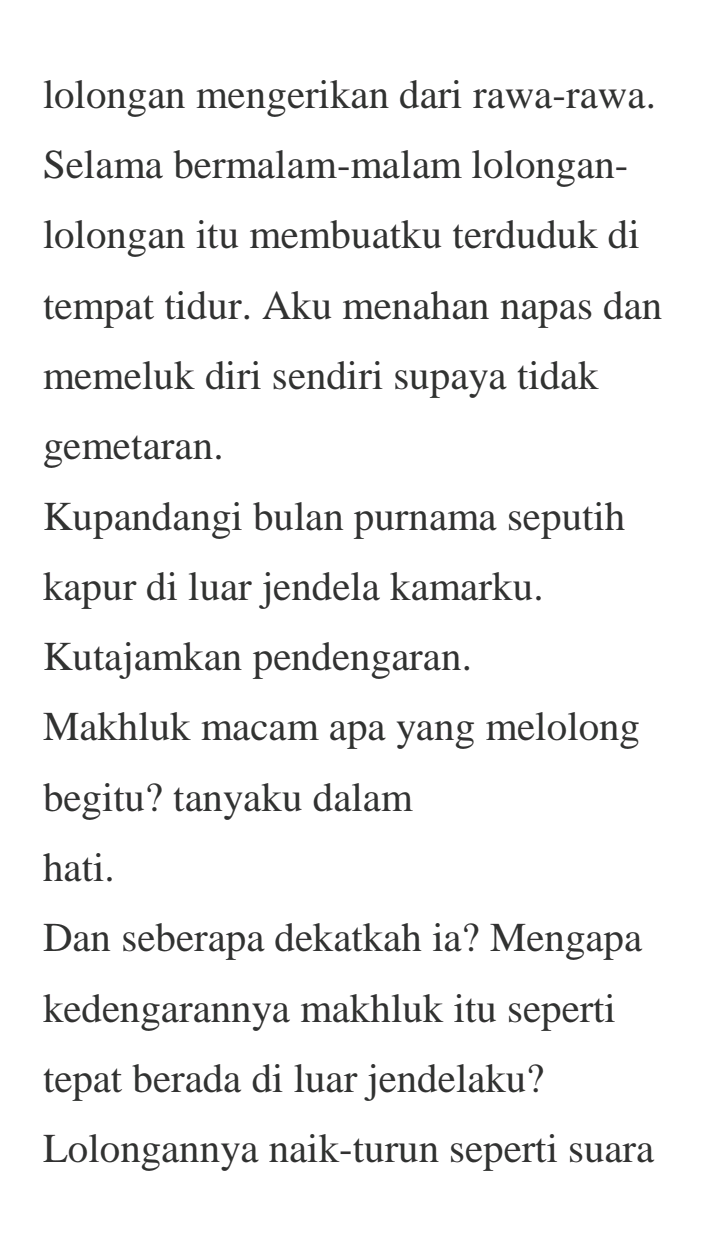 lolongan mengerikan dari rawa-rawa.
Selama bermalam-malam lolongan-
lolongan itu membuatku terduduk di
tempat tidur. Aku menahan napas dan
memeluk diri sendiri supaya tidak
gemetaran.
Kupandangi bulan purnama seputih
kapur di luar jendela kamarku.
Kutajamkan pendengaran.
Makhluk macam apa yang melolong
begitu? tanyaku dalam
hati.
Dan seberapa dekatkah ia? Mengapa
kedengarannya makhluk itu seperti
tepat berada di luar jendelaku?
Lolongannya naik-turun seperti suara